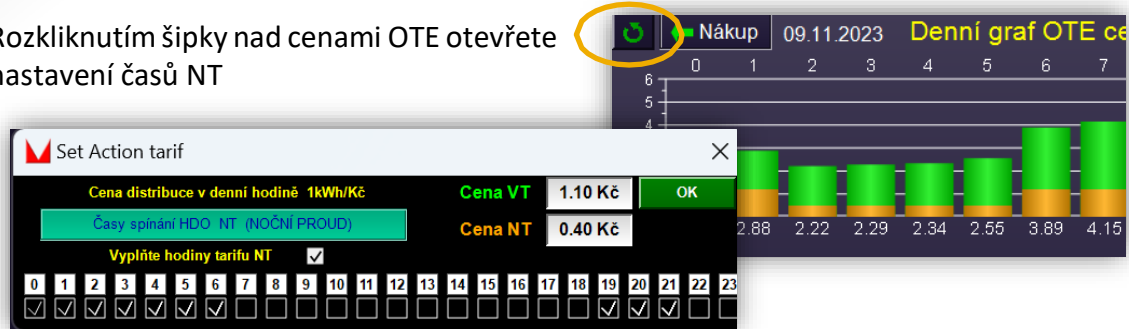 Rozkliknutím šipky nad cenami OTE otevřete
nastavení časů NT
Nákup 09.11.2023 Denní graf OTE ce
0 1 2 3 4 5 6 7
6
5
4
2.88 2.22 2.29 2.34 2.55 3.89 4.15
Set Action tarif
Cena distribuce v denní hodině 1kWh/Kč
Cena VT 1.10 Kč OK
Časy spínání HDO NT (NOČNÍ PROUD)
Cena NT 0.40 Kč
Vyplňte hodiny tarifu NT
0 1 2 3 4 5 6 7 8 9 10 11 12 13 14 15 16 17 18 19 20 21 22 23